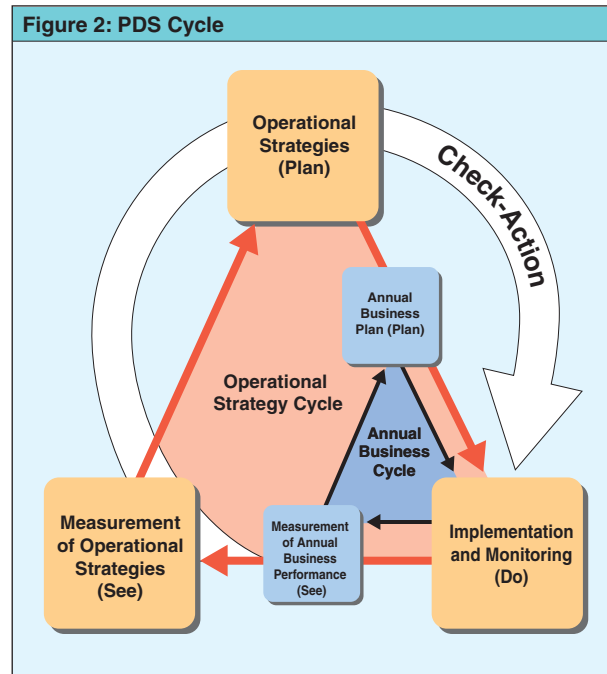 Figure 2: PDS Cycle
Operational
Strategies
(Plan)
Check-Action
Annual
Business
Plan (Plan)
Operational
Strategy Cycle
Annual
Business
Cycle
Measurement
of Operational
Strategies
(See)
Measurement
of Annual
Business
Performance
(See)
Implementation
and Monitoring
(Do)